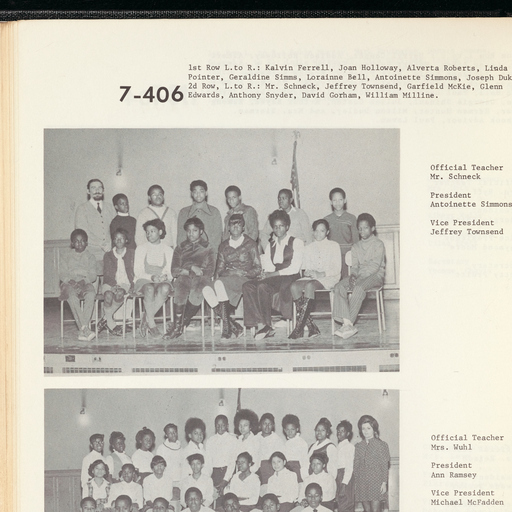 1st Row L.to R.: Kalvin Ferrell, Joan Holloway, Alverta Roberts, Linda
Pointer, Geraldine Simms, Lorainne Bell, Antoinette Simmons, Joseph Duk
7-406 2d Row, L.to R.: Mr. Schneck, Jeffrey Townsend, Garfield McKie, Glenn
Edwards, Anthony Snyder, David Gorham, William Milline.
Official Teacher
Mr. Schneck
President
Antoinette Simmons
Vice President
Jeffrey Townsend
Official Teacher
Mrs. Wuhl
President
Ann Ramsey
Vice President
Michael McFadden